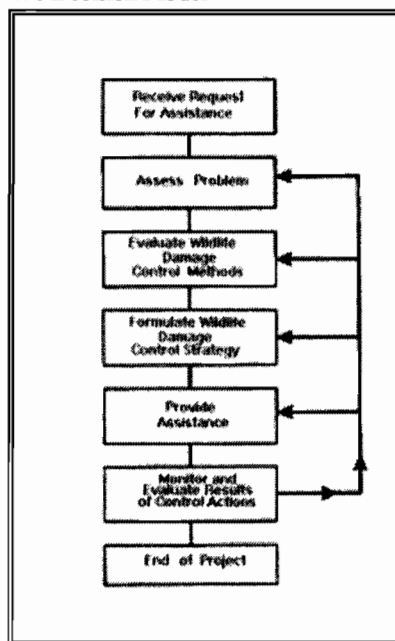 Receive Request
For Assistance
Assess Problem
Evaluate Wildlife
Damage
Control Methods
Formulate Wildlife
Damage
Control Strategy
Provide
Assistance
Monitor and
Evaluate Results
of Control Actions
End of Project